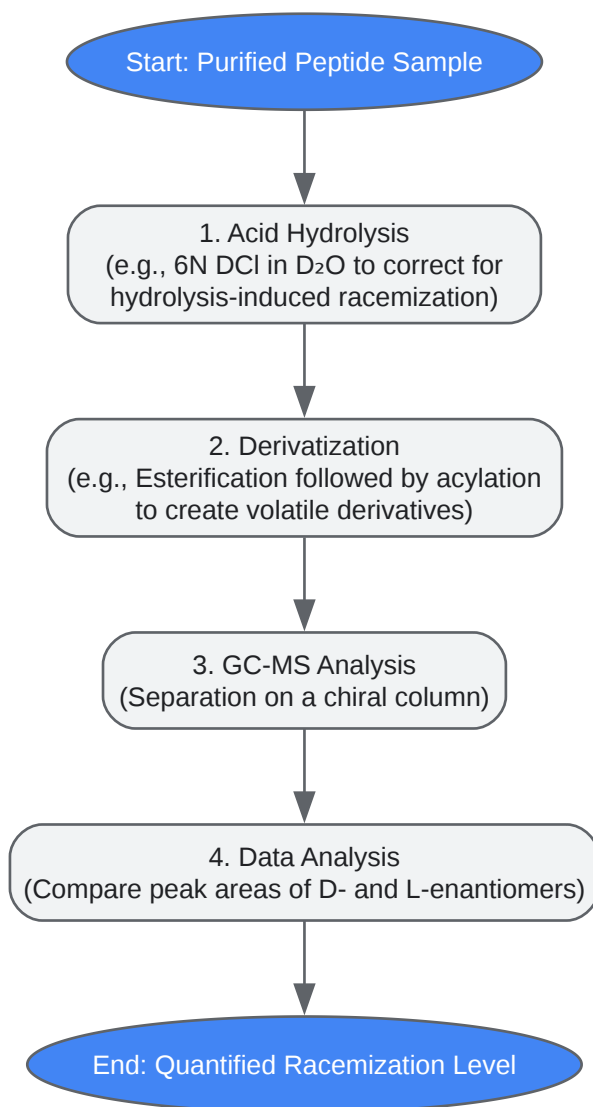 Start: Purified Peptide Sample
1. Acid Hydrolysis
(e.g., 6N DCl in D₂O to correct for
hydrolysis-induced racemization)
2. Derivatization
(e.g., Esterification followed by acylation
to create volatile derivatives)
3. GC-MS Analysis
(Separation on a chiral column)
4. Data Analysis
(Compare peak areas of D- and L-enantiomers)
End: Quantified Racemization Level